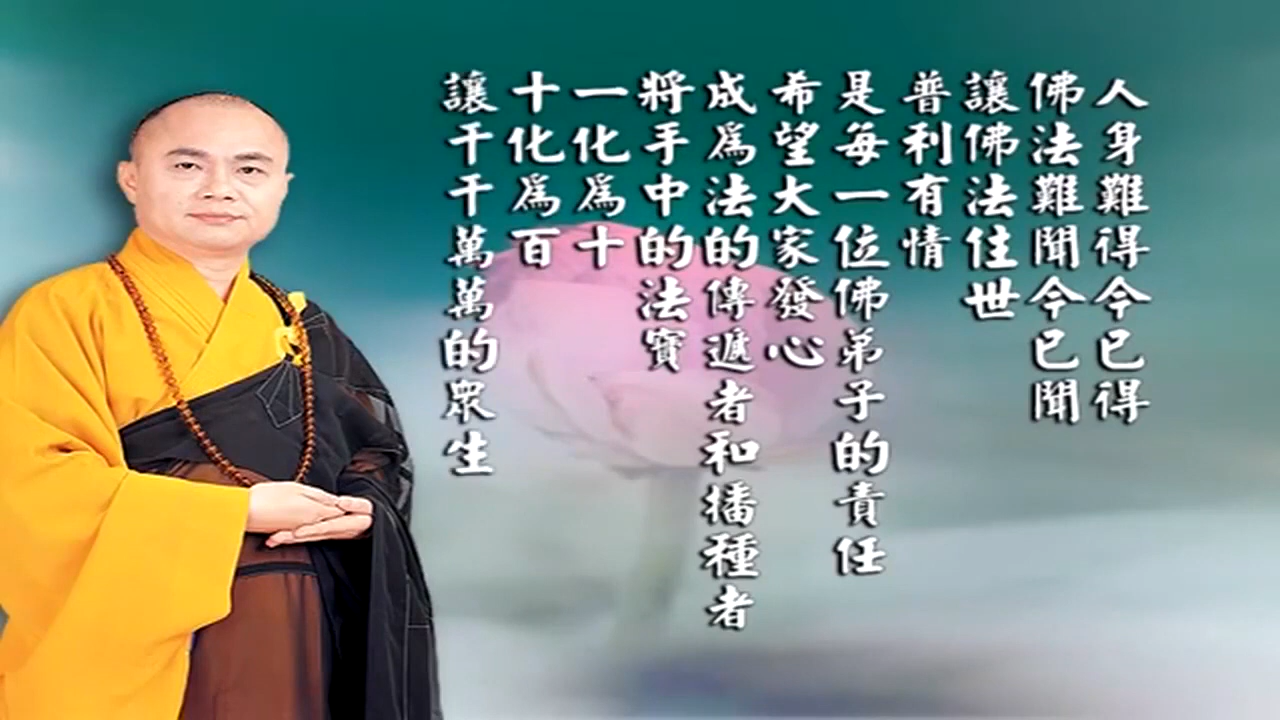 人身難得今已得
佛法難聞今已聞
讓佛法住世
普利有情
是每一位佛弟子的責任
希望大家發心
成爲法的傳遞者和播種者
將手中的法寶
一化爲十
十化爲百
讓千千萬萬的眾生